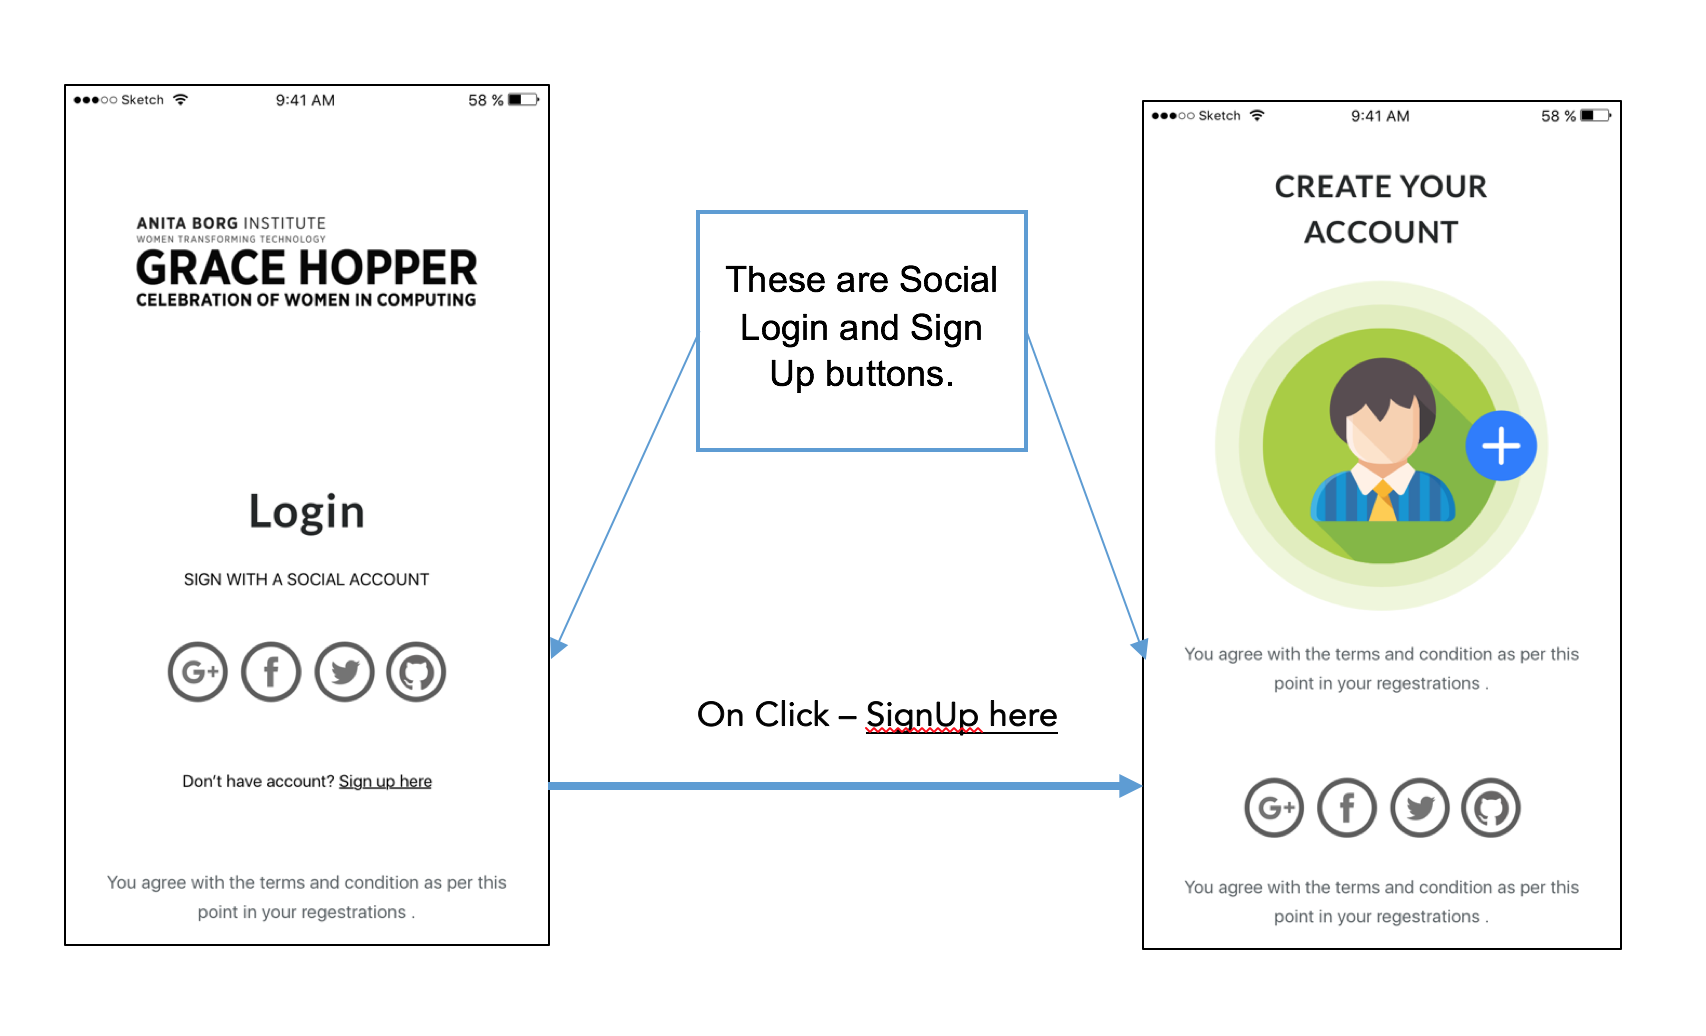 Sketch 9:41 AM 58 %
ANITA BORG INSTITUTE
WOMEN TRANSFORMING TECHNOLOGY
GRACE HOPPER
CELEBRATION OF WOMEN IN COMPUTING
Login
SIGN WITH A SOCIAL ACCOUNT
G+ f
Don't have account? Sign up here
You agree with the terms and condition as per this
point in your regestrations .
These are Social
Login and Sign
Up buttons.
On Click – SignUp here
Sketch 9:41 AM 58 %
CREATE YOUR
ACCOUNT
You agree with the terms and condition as per this
point in your regestrations .
G+ f
You agree with the terms and condition as per this
point in your regestrations .